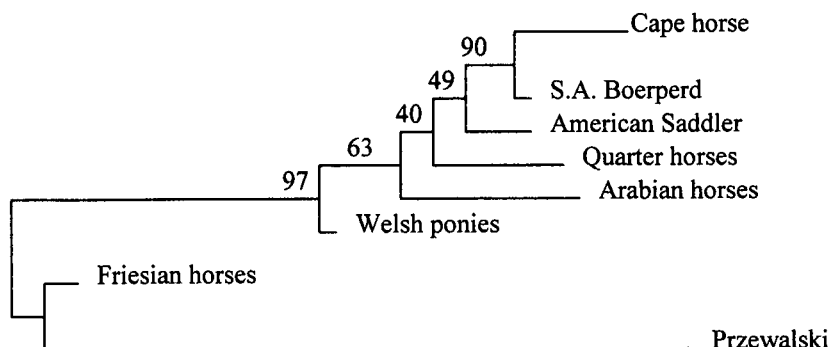 Cape horse
90
49
S.A. Boerperd
40
American Saddler
63
Quarter horses
97
Arabian horses
Welsh ponies
Friesian horses
Przewalski